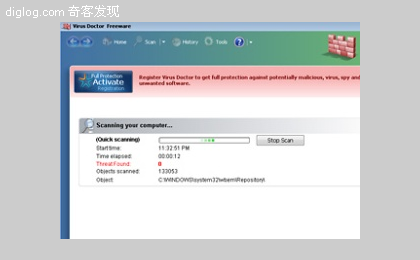 diglog.com 奇客发现
Virus Doctor Freeware
Home Scan History Tools
Full Protection
Activate
Registration
Register Virus Doctor to get full protection against potentially malicious, virus, spy and
unwanted software.
Scanning your computer...
(Quick scanning)
Stop Scan
Start time: 11:32:51 PM
Time elapsed: 00:00:12
Threat Found: 0
Objects scanned: 133053
Object: C:\WINDOWS\system32\wbem\Repository\